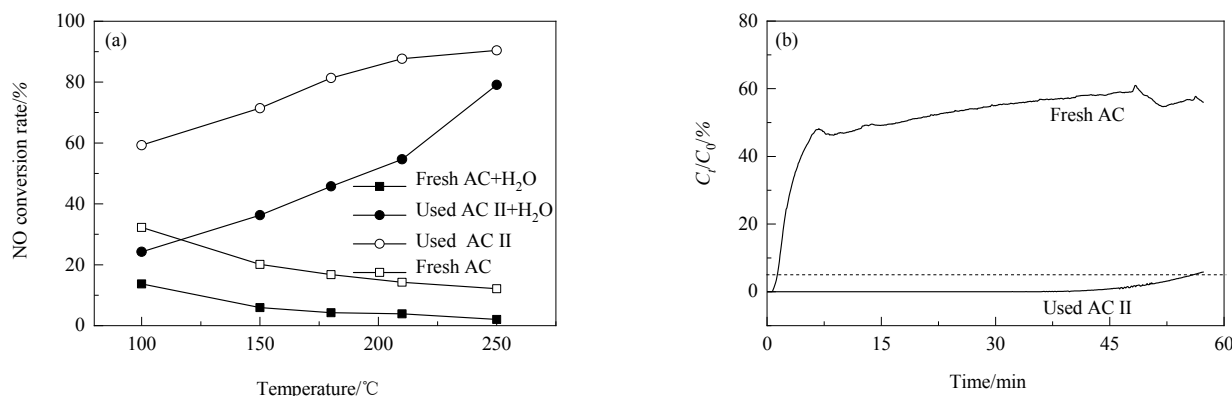 (a)
NO conversion rate/%
100
80
60
40
20
0
Fresh AC+H₂O
Used AC II+H₂O
Used AC II
Fresh AC
100
150
200
250
Temperature/℃
(b)
Cₜ/C₀/%
80
60
40
20
0
Fresh AC
Used AC II
0
15
30
45
60
Time/min